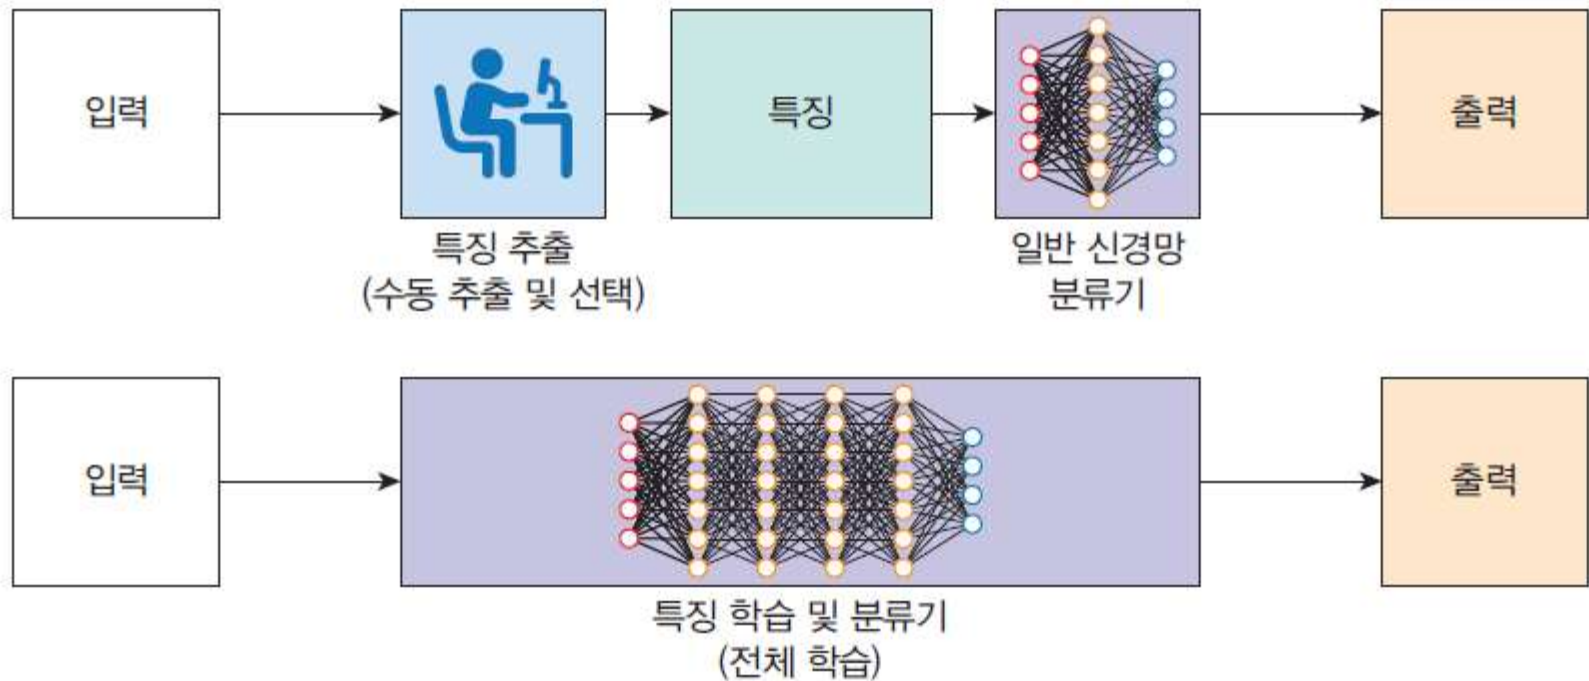 입력
특징
출력
특징 추출
(수동 추출 및 선택)
일반 신경망
분류기
입력
출력
특징 학습 및 분류기
(전체 학습)